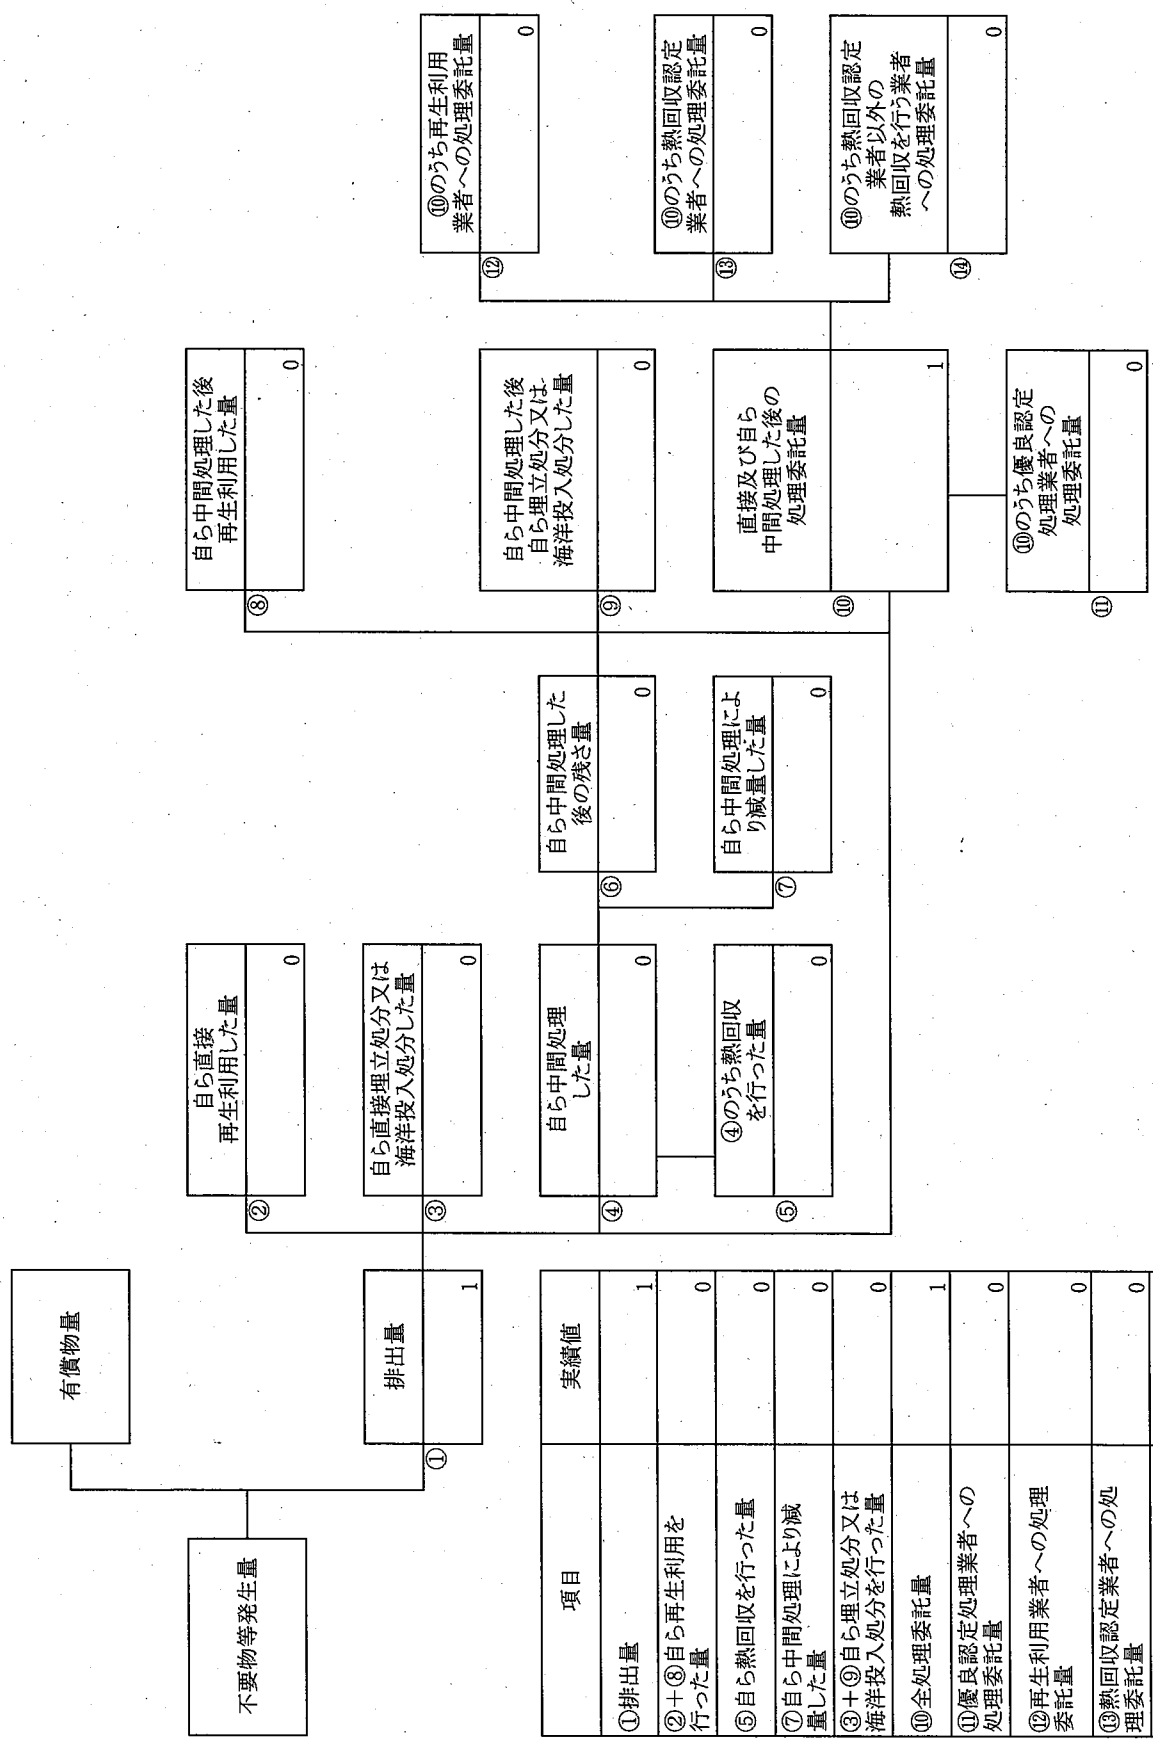 不要物等発生量
有償物量
①
排出量
1
②
自ら直接
再生利用した量
0
③
自ら直接埋立処分又は
海洋投入処分した量
0
④
自ら中間処理
した量
0
⑤
④のうち熱回収
を行った量
0
⑥
自ら中間処理した
後の残さ量
0
⑦
自ら中間処理によ
り減量した量
0
⑧
自ら中間処理した後
再生利用した量
0
⑨
自ら中間処理した後
自ら埋立処分又は
海洋投入処分した量
0
⑩
直接及び自ら
中間処理した後の
処理委託量
1
⑪
⑩のうち優良認定
処理業者への
処理委託量
0
⑫
⑩のうち再生利用
業者への処理委託量
0
⑬
⑩のうち熱回収認定
業者への処理委託量
0
⑭
⑩のうち熱回収認定
業者以外の
熱回収を行う業者
への処理委託量
0
項目 実績値
①排出量 1
②+⑧自ら再生利用を
行った量 0
⑤自ら熱回収を行った量 0
⑦自ら中間処理により減
量した量 0
③+⑨自ら埋立処分又は
海洋投入処分を行った量 0
⑩全処理委託量 1
⑪優良認定処理業者への
処理委託量 0
⑫再生利用業者への処理
委託量 0
⑬熱回収認定業者への処
理委託量 0